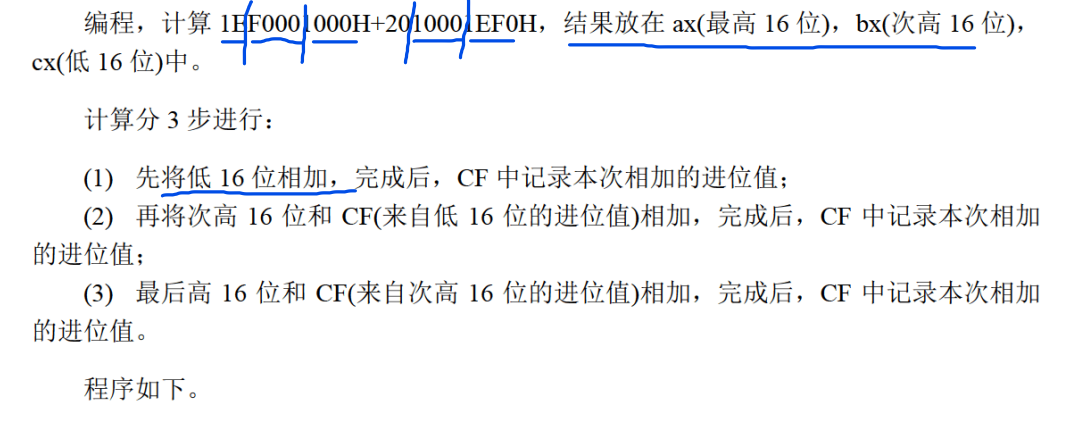 编程，计算 1EF0001000H+2010001EF0H，结果放在 ax(最高 16 位)，bx(次高 16 位)，
cx(低 16 位)中。
计算分 3 步进行：
(1) 先将低 16 位相加，完成后，CF 中记录本次相加的进位值；
(2) 再将次高 16 位和 CF(来自低 16 位的进位值)相加，完成后，CF 中记录本次相加
的进位值；
(3) 最后高 16 位和 CF(来自次高 16 位的进位值)相加，完成后，CF 中记录本次相加
的进位值。
程序如下。